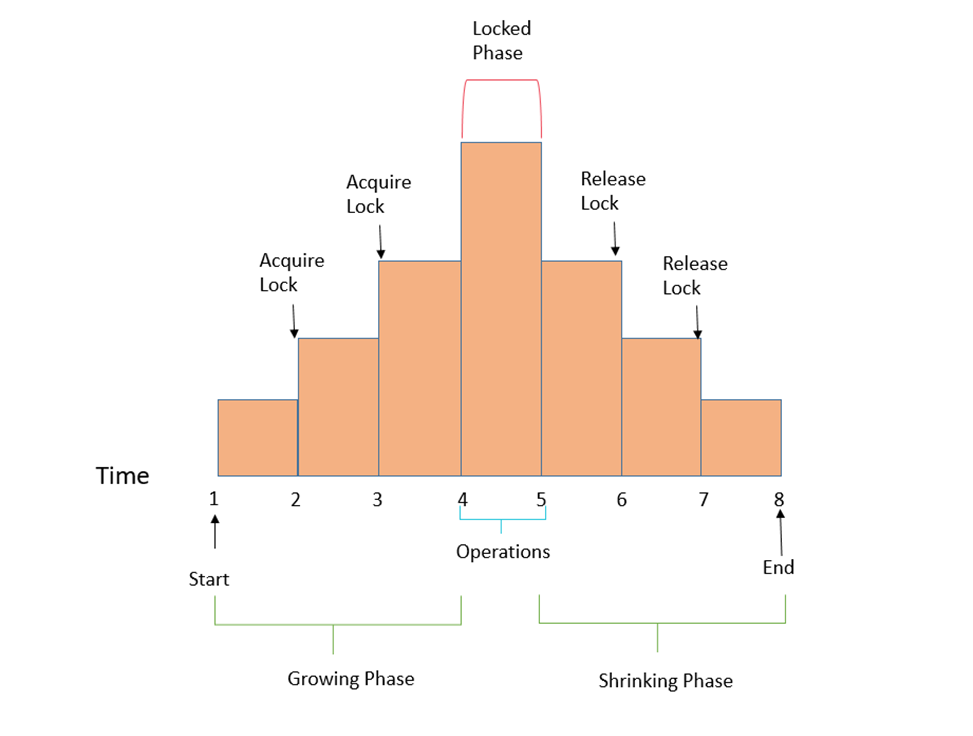 Locked
Phase
Acquire
Lock
Release
Lock
Acquire
Lock
Release
Lock
Time
1 2 3 4 5 6 7 8
Operations
Start
End
Growing Phase
Shrinking Phase